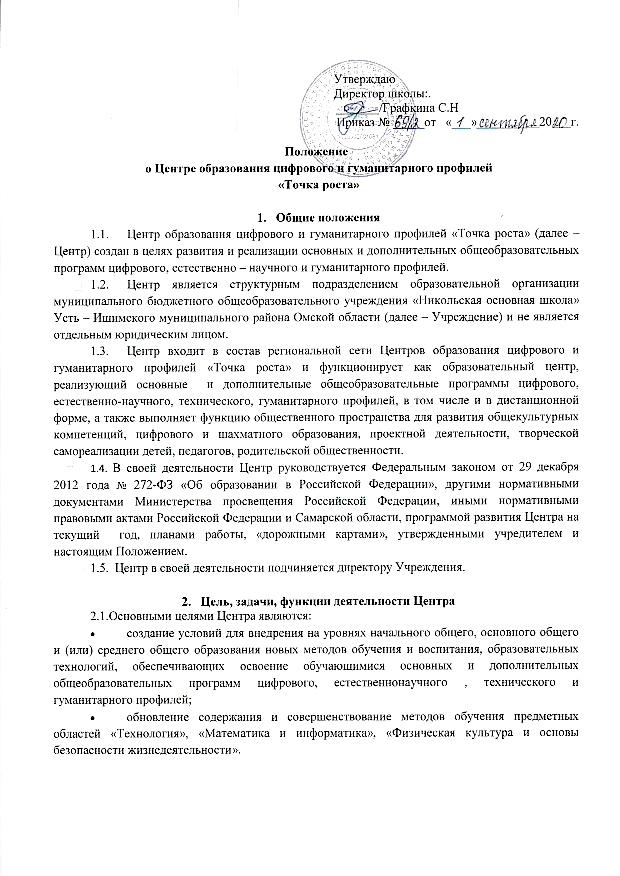 Утверждаю
Директор школы:.
/Графкина С.Н
Приказ № 69/2 от « 1 » сентября 2020 г.
Положение
о Центре образования цифрового и гуманитарного профилей
«Точка роста»
1. Общие положения
1.1. Центр образования цифрового и гуманитарного профилей «Точка роста» (далее –
Центр) создан в целях развития и реализации основных и дополнительных общеобразовательных
программ цифрового, естественно – научного и гуманитарного профилей.
1.2. Центр является структурным подразделением образовательной организации
муниципального бюджетного общеобразовательного учреждения «Никольская основная школа»
Усть – Ишимского муниципального района Омской области (далее – Учреждение) и не является
отдельным юридическим лицом.
1.3. Центр входит в состав региональной сети Центров образования цифрового и
гуманитарного профилей «Точка роста» и функционирует как образовательный центр,
реализующий основные и дополнительные общеобразовательные программы цифрового,
естественно-научного, технического, гуманитарного профилей, в том числе и в дистанционной
форме, а также выполняет функцию общественного пространства для развития общекультурных
компетенций, цифрового и шахматного образования, проектной деятельности, творческой
самореализации детей, педагогов, родительской общественности.
1.4. В своей деятельности Центр руководствуется Федеральным законом от 29 декабря
2012 года № 272-ФЗ «Об образовании в Российской Федерации», другими нормативными
документами Министерства просвещения Российской Федерации, иными нормативными
правовыми актами Российской Федерации и Самарской области, программой развития Центра на
текущий год, планами работы, «дорожными картами», утвержденными учредителем и
настоящим Положением.
1.5. Центр в своей деятельности подчиняется директору Учреждения.
2. Цель, задачи, функции деятельности Центра
2.1.Основными целями Центра являются:
• создание условий для внедрения на уровнях начального общего, основного общего
и (или) среднего общего образования новых методов обучения и воспитания, образовательных
технологий, обеспечивающих освоение обучающимися основных и дополнительных
общеобразовательных программ цифрового, естественнонаучного , технического и
гуманитарного профилей;
• обновление содержания и совершенствование методов обучения предметных
областей «Технология», «Математика и информатика», «Физическая культура и основы
безопасности жизнедеятельности».